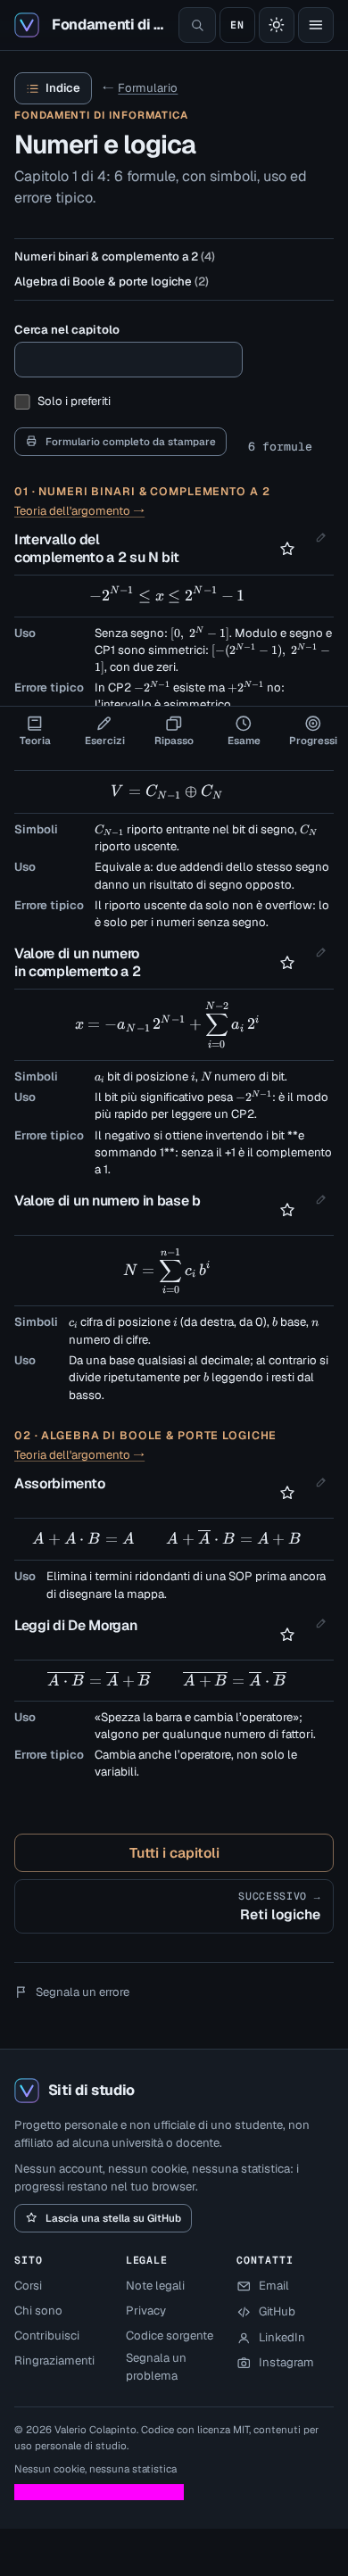 Fondamenti di ...
EN
Indice
← Formulario
FONDAMENTI DI INFORMATICA
Numeri e logica
Capitolo 1 di 4: 6 formule, con simboli, uso ed
errore tipico.
Numeri binari & complemento a 2 (4)
Algebra di Boole & porte logiche (2)
Cerca nel capitolo
Solo i preferiti
Formulario completo da stampare
6 formule
01 · NUMERI BINARI & COMPLEMENTO A 2
Teoria dell'argomento →
Intervallo del
complemento a 2 su N bit
−2^{N−1} ≤ x ≤ 2^{N−1} − 1
Uso Senza segno: [0, 2^N − 1]. Modulo e segno e
CP1 sono simmetrici: [−(2^{N−1} − 1), 2^{N−1} −
1], con due zeri.
Errore tipico In CP2 −2^{N−1} esiste ma +2^{N−1} no:
l'intervallo è asimmetrico
Teoria Esercizi Ripasso Esame Progressi
V = C_{N−1} ⊕ C_N
Simboli C_{N−1} riporto entrante nel bit di segno, C_N
riporto uscente.
Uso Equivale a: due addendi dello stesso segno
danno un risultato di segno opposto.
Errore tipico Il riporto uscente da solo non è overflow: lo
è solo per i numeri senza segno.
Valore di un numero
in complemento a 2
x = −a_{N−1} 2^{N−1} + ∑_{i=0}^{N−2} a_i 2^i
Simboli a_i bit di posizione i, N numero di bit.
Uso Il bit più significativo pesa −2^{N−1}: è il modo
più rapido per leggere un CP2.
Errore tipico Il negativo si ottiene invertendo i bit **e
sommando 1**: senza il +1 è il complemento
a 1.
Valore di un numero in base b
N = ∑_{i=0}^{n−1} c_i b^i
Simboli c_i cifra di posizione i (da destra, da 0), b base, n
numero di cifre.
Uso Da una base qualsiasi al decimale; al contrario si
divide ripetutamente per b leggendo i resti dal
basso.
02 · ALGEBRA DI BOOLE & PORTE LOGICHE
Teoria dell'argomento →
Assorbimento
A + A · B = A A + A̅ · B = A + B
Uso Elimina i termini ridondanti di una SOP prima ancora
di disegnare la mappa.
Leggi di De Morgan
\overline{A · B} = A̅ + B̅ \overline{A + B} = A̅ · B̅
Uso «Spezza la barra e cambia l'operatore»;
valgono per qualunque numero di fattori.
Errore tipico Cambia anche l'operatore, non solo le
variabili.
Tutti i capitoli
SUCCESSIVO →
Reti logiche
Segnala un errore
Siti di studio
Progetto personale e non ufficiale di uno studente, non
affiliato ad alcuna università o docente.
Nessun account, nessun cookie, nessuna statistica: i
progressi restano nel tuo browser.
Lascia una stella su GitHub
SITO LEGALE CONTATTI
Corsi Note legali Email
Chi sono Privacy GitHub
Contribuisci Codice sorgente LinkedIn
Ringraziamenti Segnala un
problema Instagram
© 2026 Valerio Colapinto. Codice con licenza MIT, contenuti per
uso personale di studio.
Nessun cookie, nessuna statistica